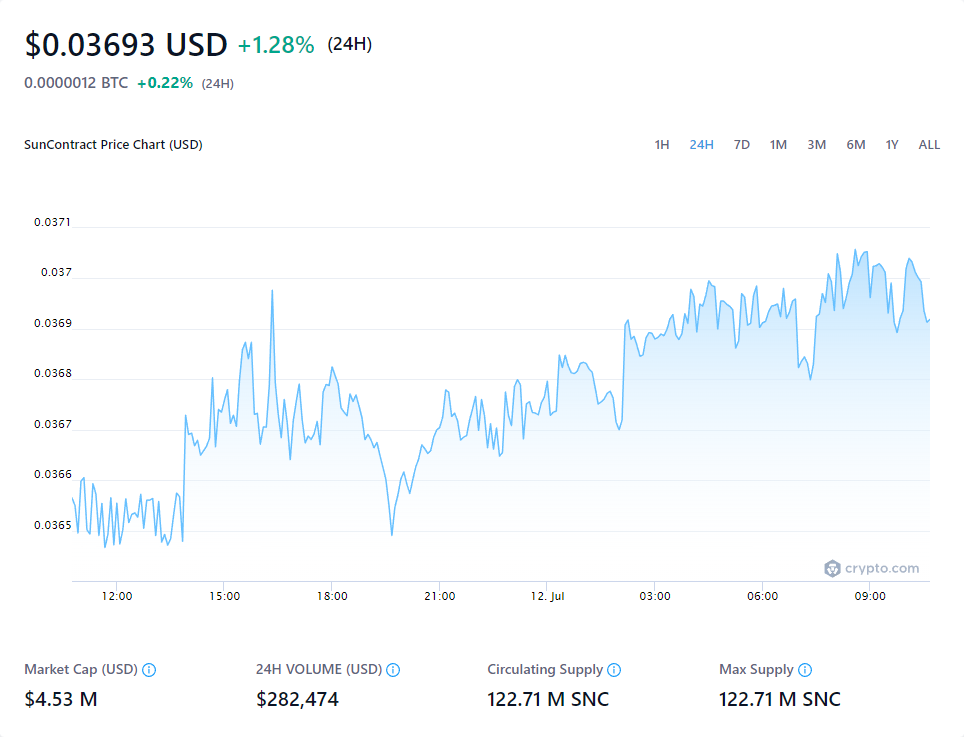 $0.03693 USD +1.28% (24H)
0.0000012 BTC +0.22% (24H)
SunContract Price Chart (USD)
1H 24H 7D 1M 3M 6M 1Y ALL
0.0371
0.037
0.0369
0.0368
0.0367
0.0366
0.0365
crypto.com
12:00 15:00 18:00 21:00 12. Jul 03:00 06:00 09:00
Market Cap (USD) 24H VOLUME (USD) Circulating Supply Max Supply
$4.53 M $282,474 122.71 M SNC 122.71 M SNC